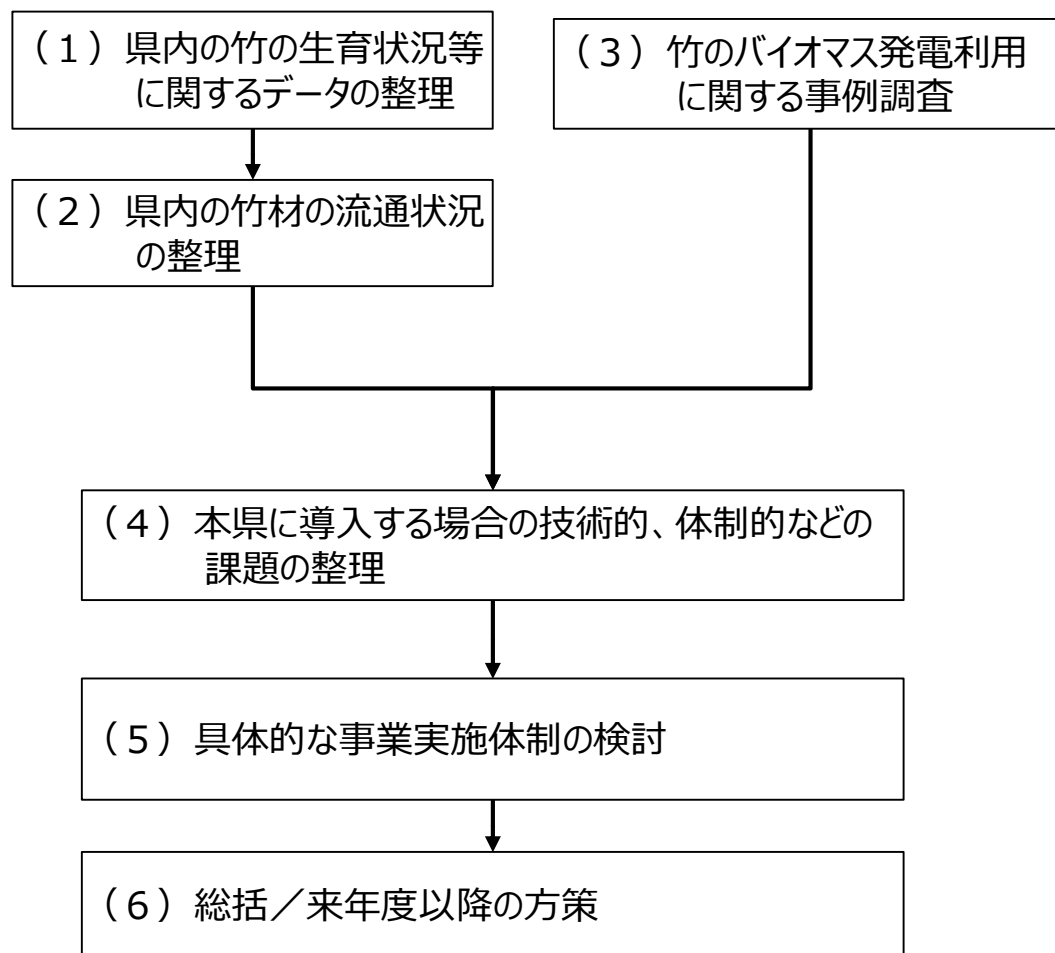 （１）県内の竹の生育状況等
に関するデータの整理
（２）県内の竹材の流通状況
の整理
（３）竹のバイオマス発電利用
に関する事例調査
（４）本県に導入する場合の技術的、体制的などの
課題の整理
（５）具体的な事業実施体制の検討
（６）総括／来年度以降の方策